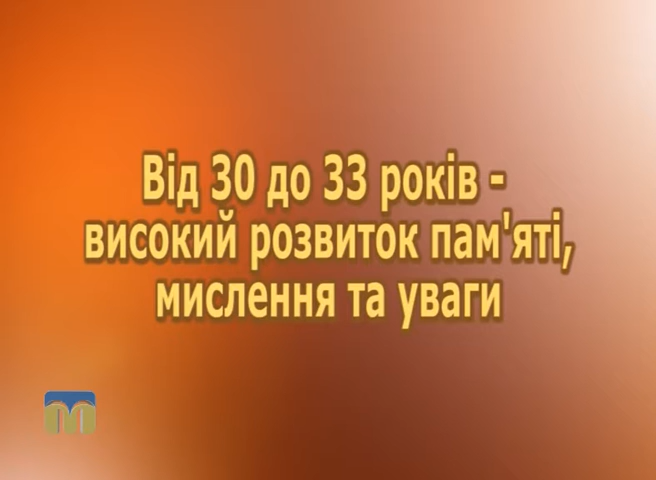 Від 30 до 33 років -
високий розвиток пам'яті,
мислення та уваги